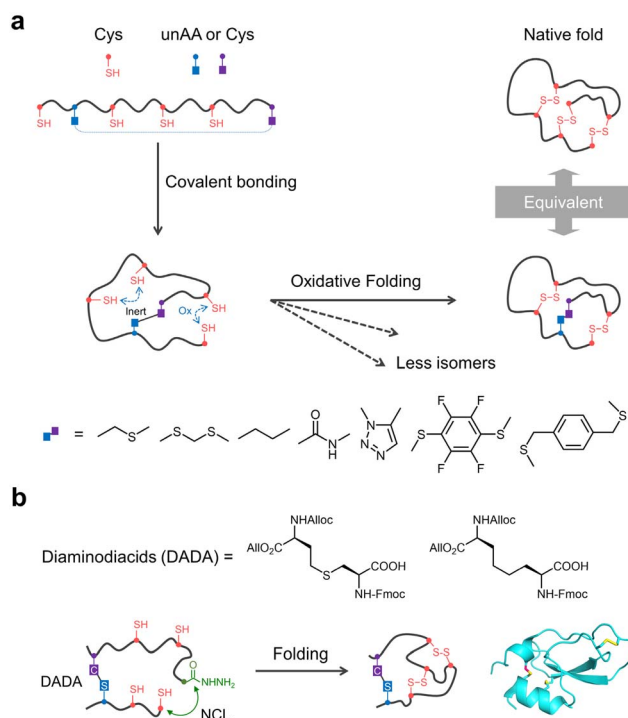 a
Cys
unAA or Cys
Native fold
SH
S–S
S–S
S–S
SH
SH
SH
SH
Covalent bonding
Equivalent
SH
SH
Inert
Ox
SH
SH
Oxidative Folding
Less isomers
S–S
S–S
=
S
S
S
O
N
H
N
N
N
F
F
S
S
F
F
S
S
b
Diaminodiacids (DADA) =
NHAlloc
AllO₂C
S
COOH
NH-Fmoc
NHAlloc
AllO₂C
COOH
NH-Fmoc
SH
SH
C
S
DADA
O
NHNH₂
SH
SH
NCL
Folding
C
S
S–S
S–S